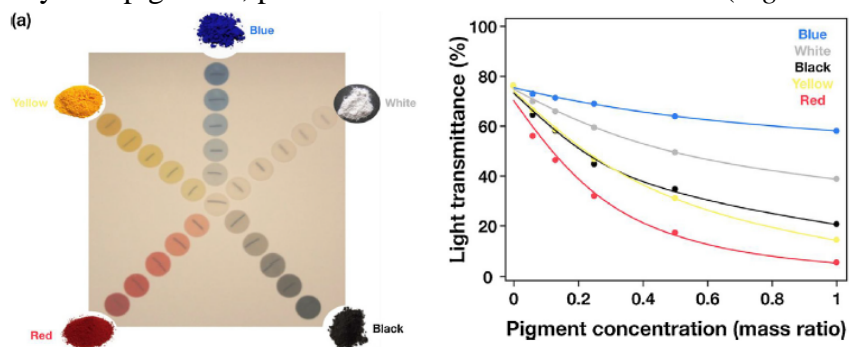 (a)
Blue
Yellow
White
Red
Black
Light transmittance (%)
100
80
60
40
20
0
Blue
White
Black
Yellow
Red
0
0.2
0.4
0.6
0.8
1
Pigment concentration (mass ratio)